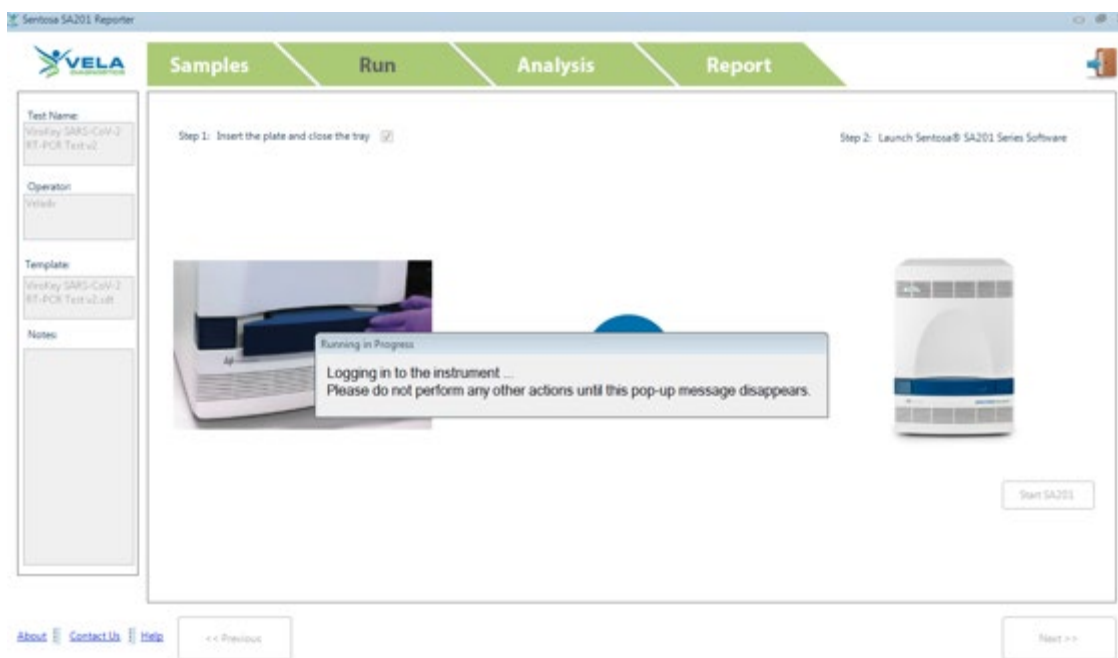 Sentosa SA201 Reporter
VELA
DIAGNOSTICS
Samples
Run
Analysis
Report
Test Name:
ViroKey SARS-CoV-2
RT-PCR Test v2
Operator:
Template:
ViroKey SARS-CoV-2
RT-PCR Test v2.sdt
Notes:
Step 1: Insert the plate and close the tray
Step 2: Launch Sentosa® SA201 Series Software
Running in Progress
Logging in to the instrument ...
Please do not perform any other actions until this pop-up message disappears.
Start SA201
About
Contact Us
Help
<< Previous
Next >>